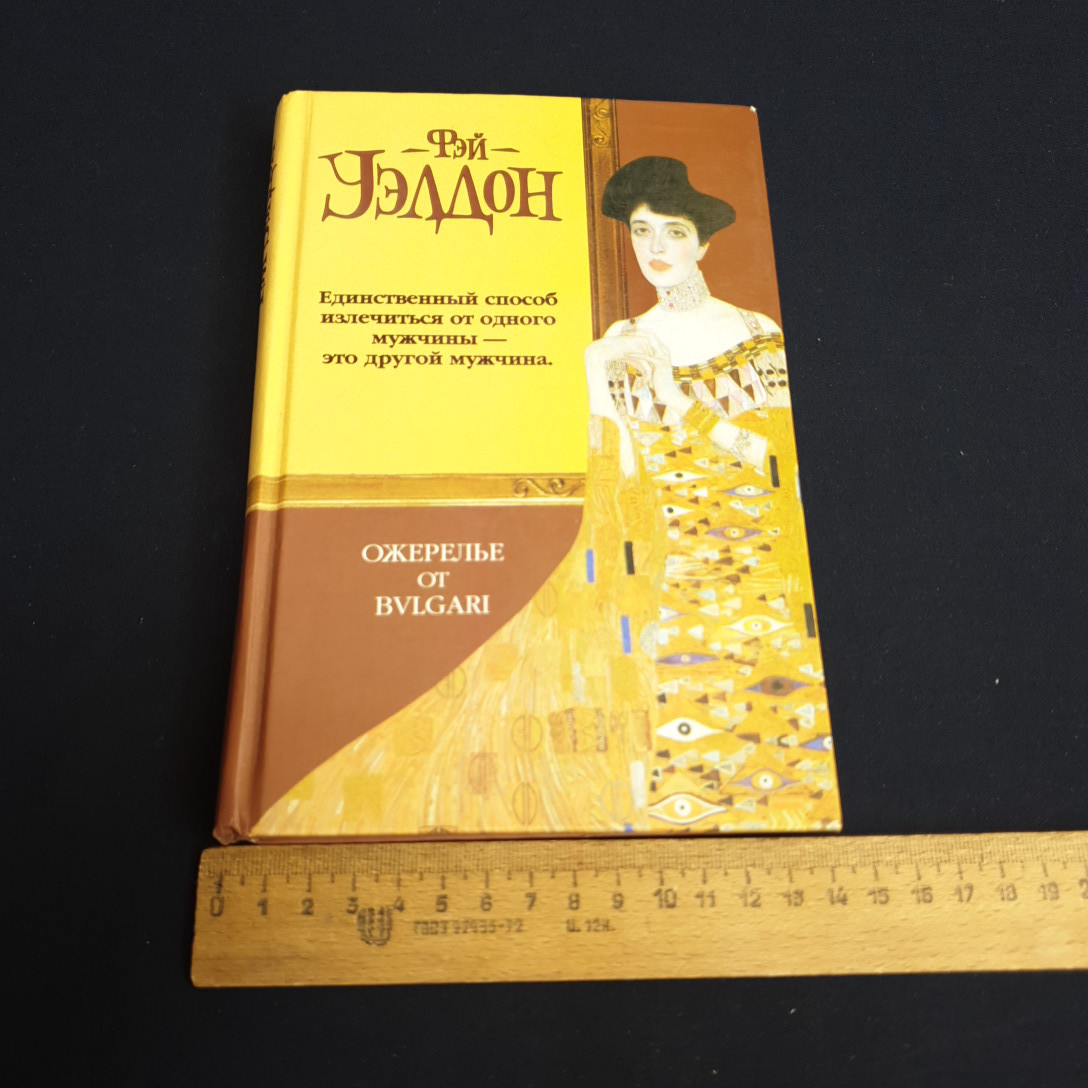 Фэй
Уэлдон
Единственный способ
излечиться от одного
мужчины —
это другой мужчина.
ОЖЕРЕЛЬЕ
ОТ
BVLGARI
0 1 2 3 4 5 6 7 8 9 10 11 12 13 14 15 16 17 18 19
Ц. 12к.